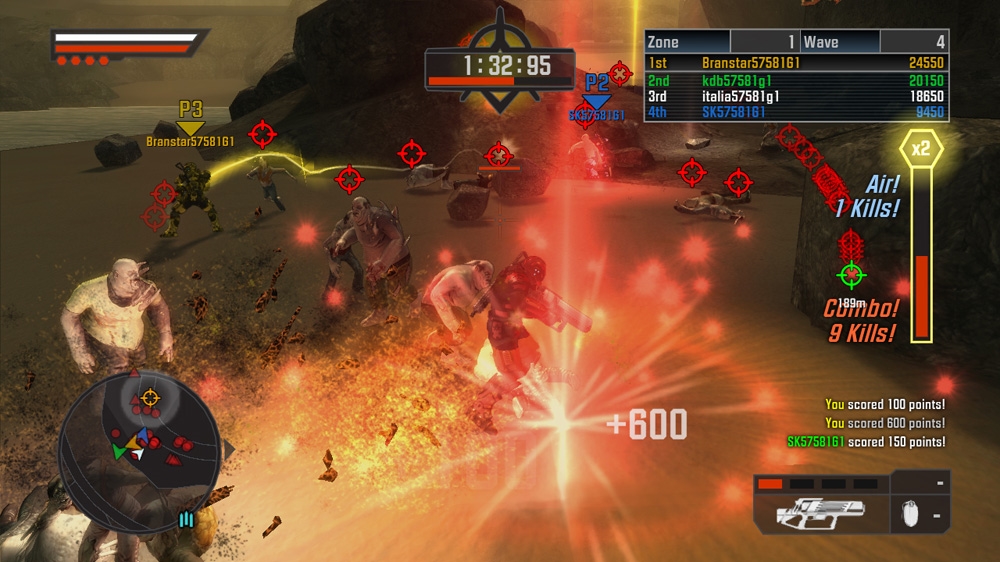 1:32:95
Zone 1 Wave 4
1st Branstar5758161 24550
2nd kdb57581g1 20150
3rd italia57581g1 18650
4th SK5758161 9450
P3
Branstar5758161
P2
SK5758161
x2
Air!
1 Kills!
189m
Combo!
9 Kills!
+600
You scored 100 points!
You scored 600 points!
SK5758161 scored 150 points!
-
-